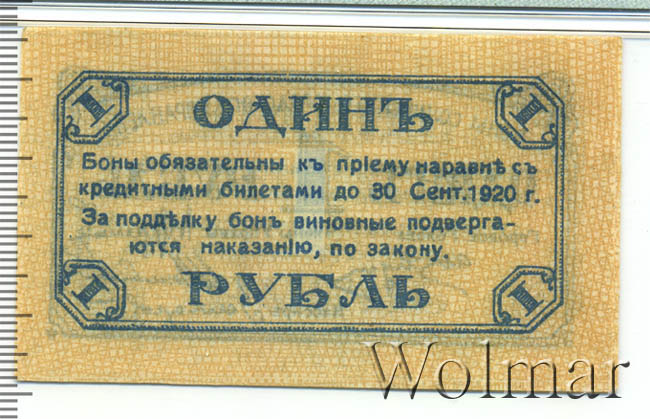 I I
ОДИНЪ
Боны обязательны къ прiему наравнѣ съ
кредитными билетами до 30 Сент. 1920 г.
За поддѣлку бонъ виновные подверга-
ются наказанiю, по закону.
РУБЛЬ
I I
Wolmar